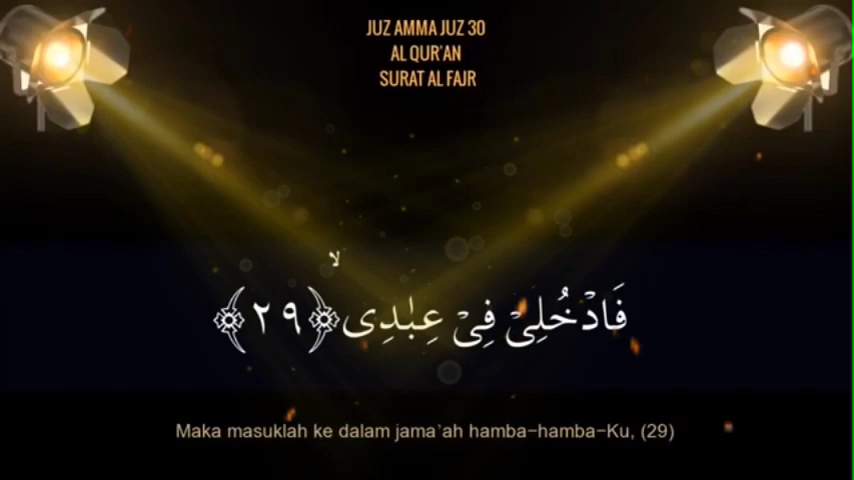 JUZ AMMA JUZ 30
AL QUR'AN
SURAT AL FAJR
فَادْخُلِيْ فِيْ عِبٰدِى ﴿٢٩﴾ۙ
Maka masuklah ke dalam jama'ah hamba-hamba-Ku, (29)